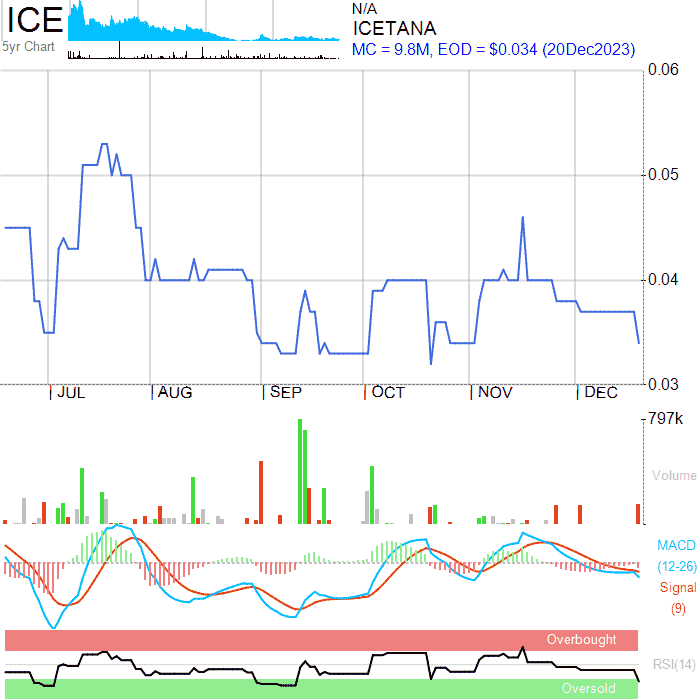 ICE
5yr Chart
N/A
ICETANA
MC = 9.8M, EOD = $0.034 (20Dec2023)
0.06
0.05
0.04
0.03
JUL AUG SEP OCT NOV DEC
797k
Volume
MACD
(12-26)
Signal
(9)
Overbought
RSI(14)
Oversold